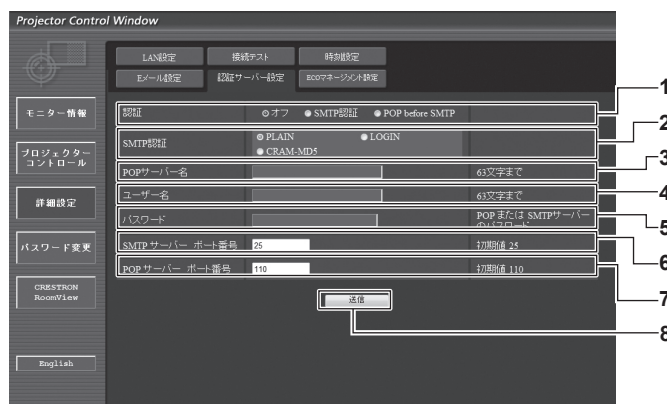 Projector Control Window
LAN設定 接続テスト 時刻設定
Eメール設定 認証サーバー設定 ECOマネージメント設定
モニター情報
プロジェクター
コントロール
詳細設定
パスワード変更
CRESTRON
RoomView
English
認証 オフ SMTP認証 POP before SMTP 1
SMTP認証 PLAIN LOGIN 2
CRAM-MD5
POPサーバー名 63文字まで 3
ユーザー名 63文字まで 4
パスワード POP または SMTPサーバー
のパスワード 5
SMTP サーバー ポート番号 25 初期値 25 6
POP サーバー ポート番号 110 初期値 110 7
送信 8